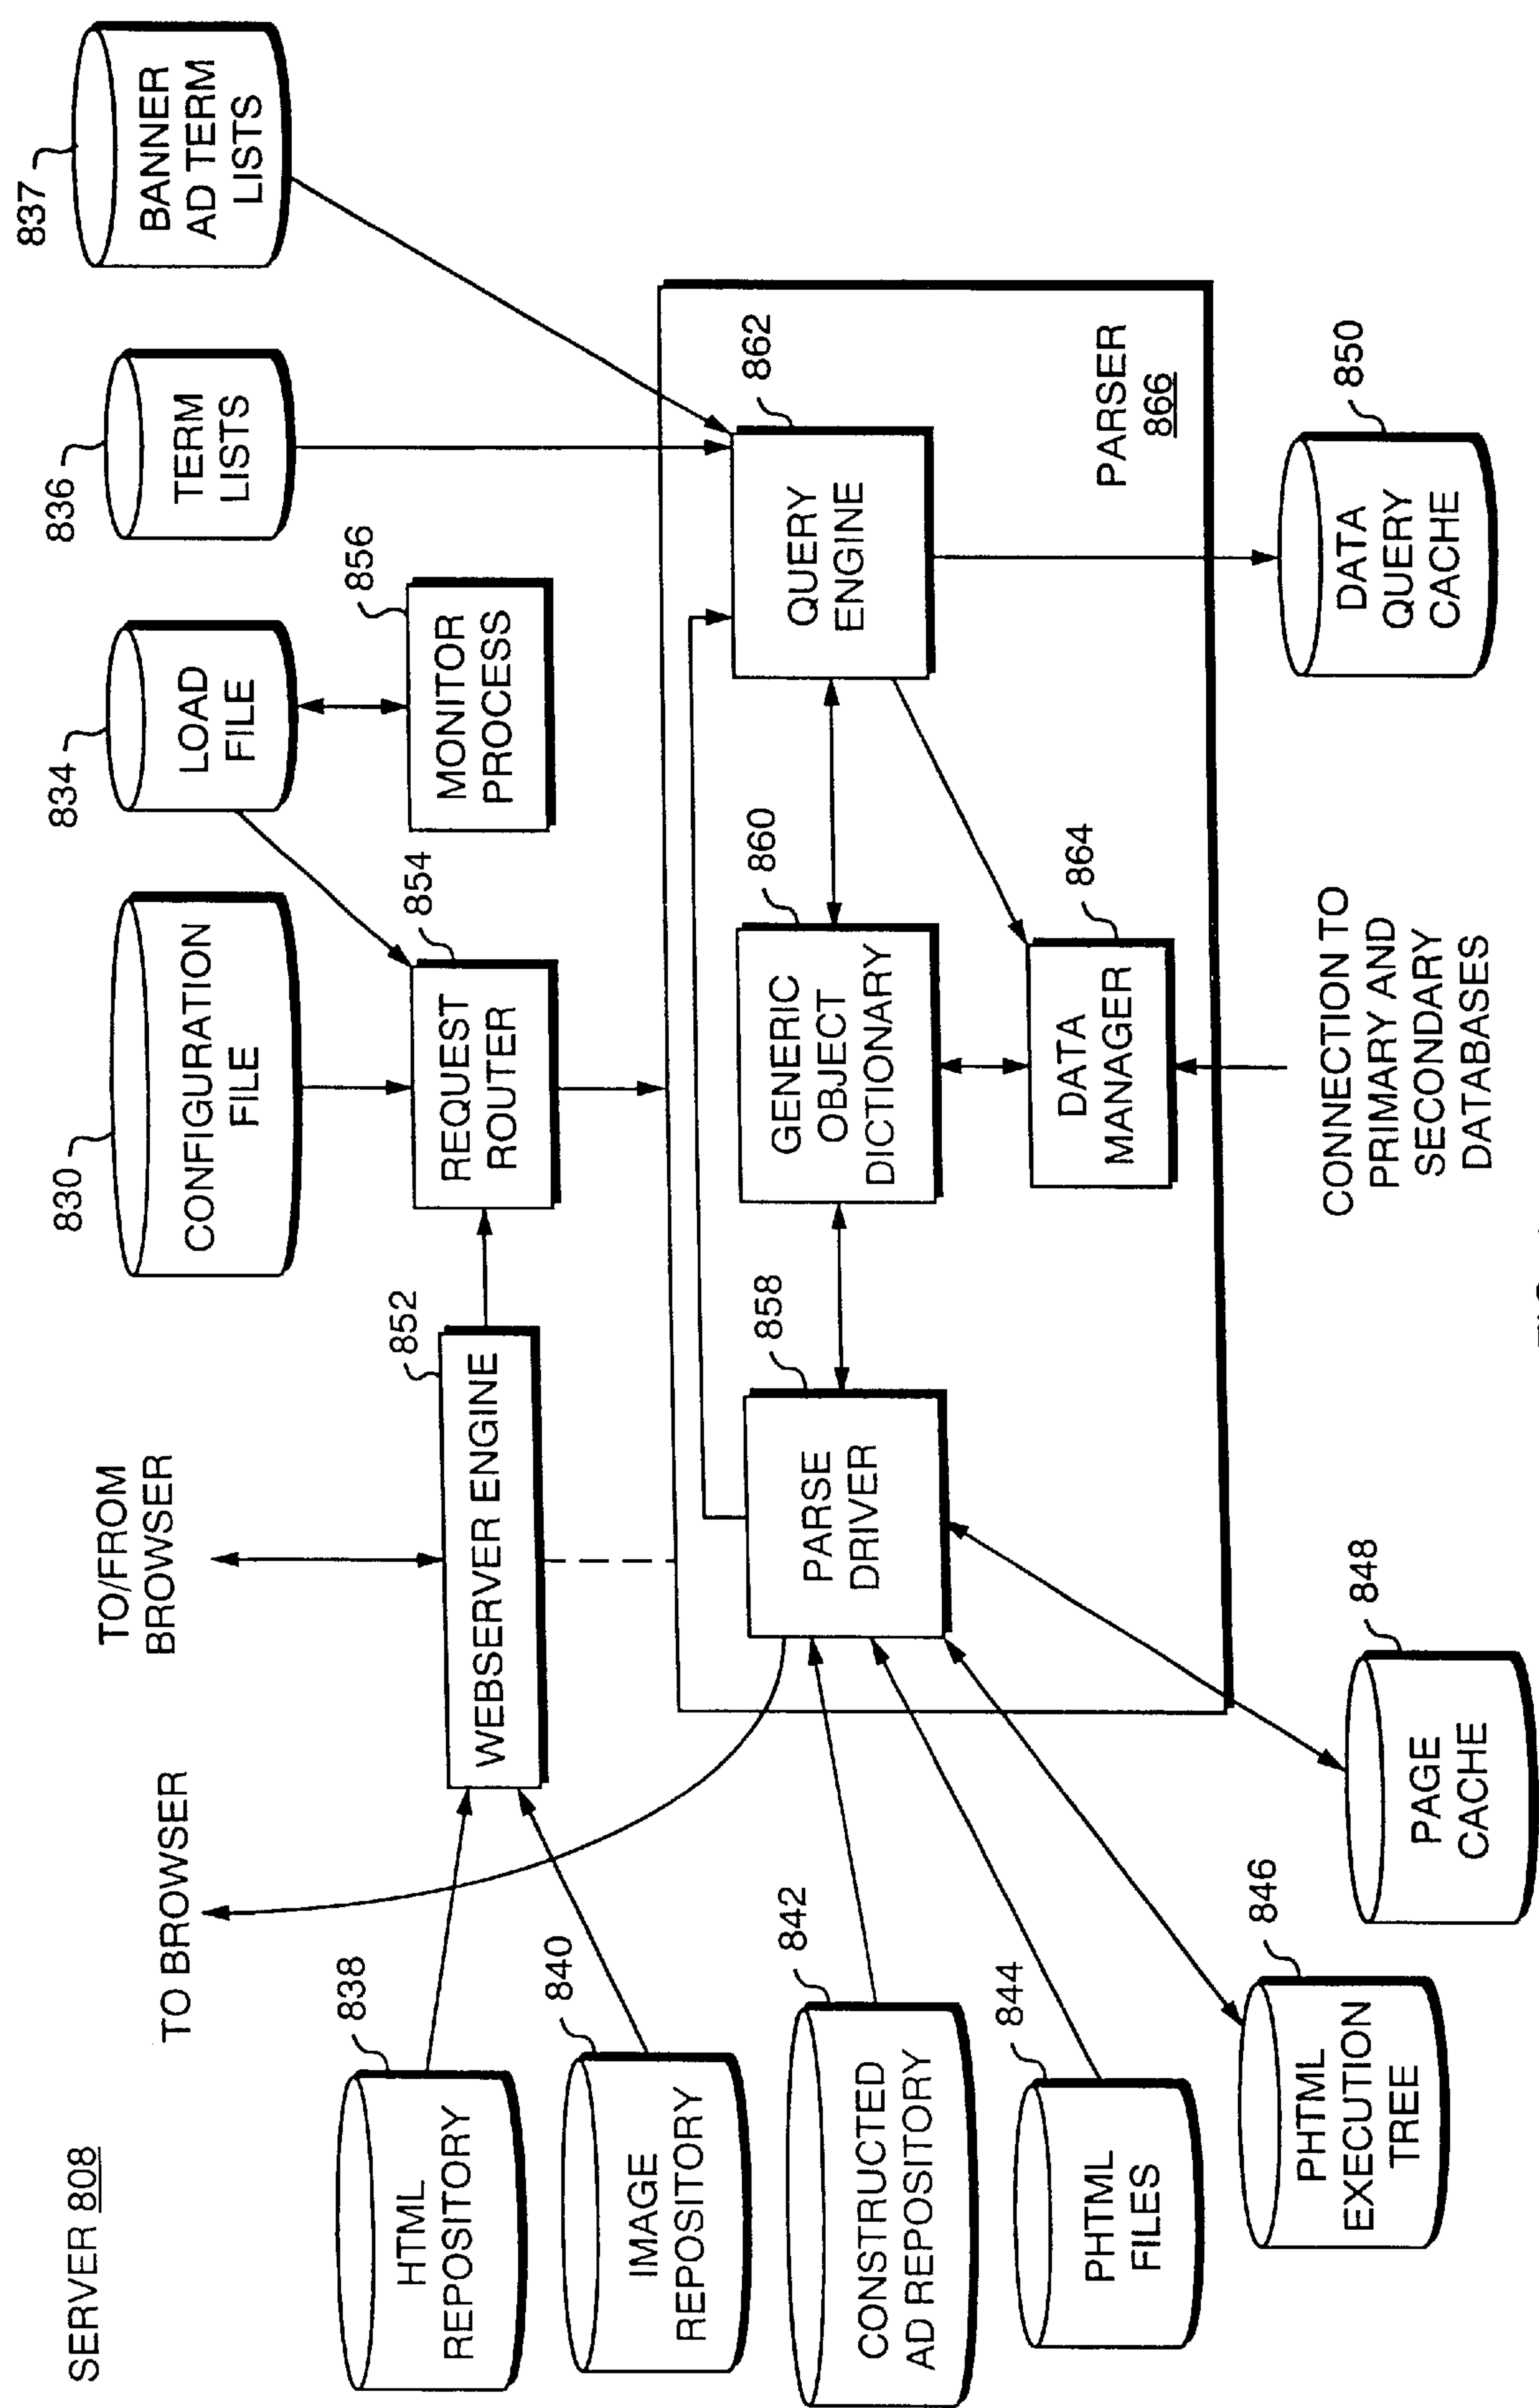 SERVER 808
TO BROWSER
TO/FROM
BROWSER
830
CONFIGURATION
FILE
834
LOAD
FILE
836
TERM
LISTS
837
BANNER
AD TERM
LISTS
838
HTML
REPOSITORY
840
IMAGE
REPOSITORY
852
WEBSERVER ENGINE
854
REQUEST
ROUTER
856
MONITOR
PROCESS
842
CONSTRUCTED
AD REPOSITORY
844
PHTML
FILES
846
PHTML
EXECUTION
TREE
848
PAGE
CACHE
858
PARSE
DRIVER
860
GENERIC
OBJECT
DICTIONARY
862
QUERY
ENGINE
864
DATA
MANAGER
PARSER
866
850
DATA
QUERY
CACHE
CONNECTION TO
PRIMARY AND
SECONDARY
DATABASES